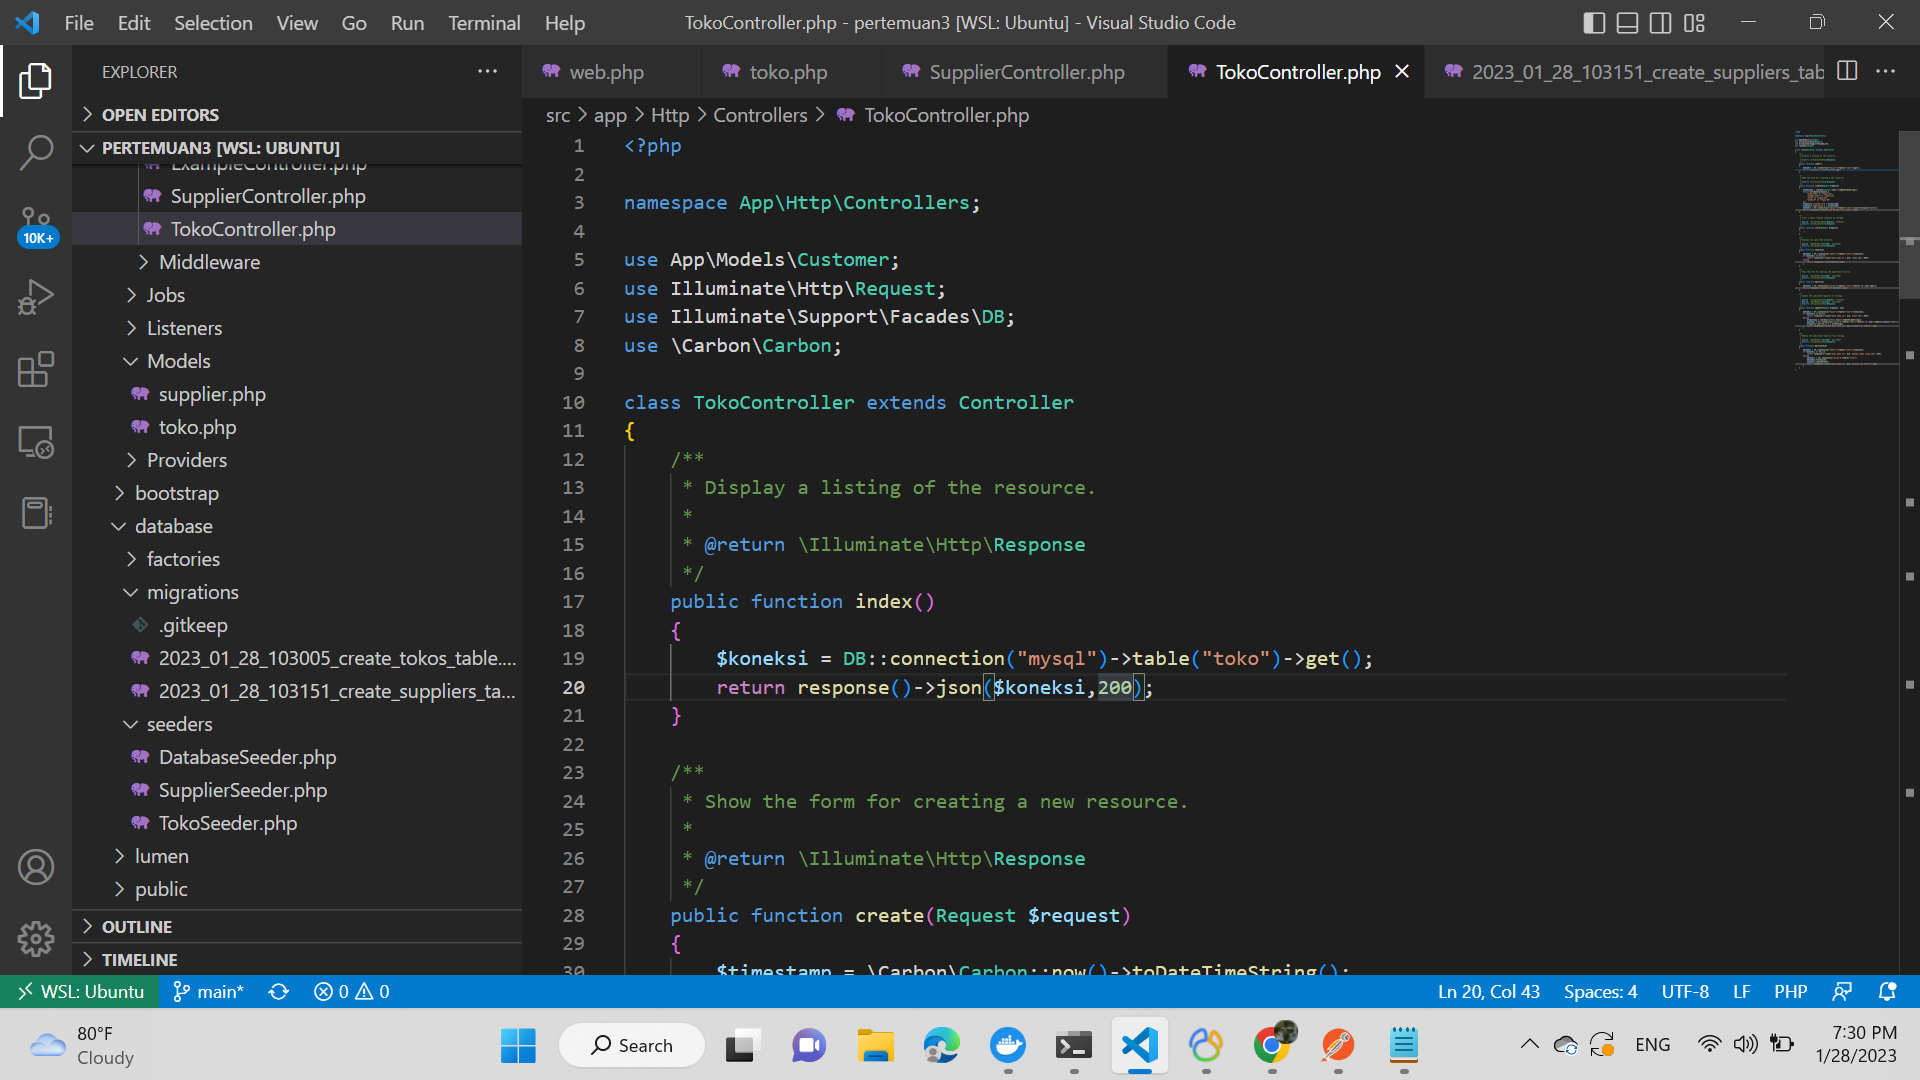 File Edit Selection View Go Run Terminal Help
TokoController.php - pertemuan3 [WSL: Ubuntu] - Visual Studio Code
EXPLORER
OPEN EDITORS
PERTEMUAN3 [WSL: UBUNTU]
ExampleController.php
SupplierController.php
TokoController.php
Middleware
Jobs
Listeners
Models
supplier.php
toko.php
Providers
bootstrap
database
factories
migrations
.gitkeep
2023_01_28_103005_create_tokos_table....
2023_01_28_103151_create_suppliers_ta...
seeders
DatabaseSeeder.php
SupplierSeeder.php
TokoSeeder.php
lumen
public
OUTLINE
TIMELINE
10K+
web.php toko.php SupplierController.php TokoController.php 2023_01_28_103151_create_suppliers_tab
src > app > Http > Controllers > TokoController.php
1 <?php
2
3 namespace App\Http\Controllers;
4
5 use App\Models\Customer;
6 use Illuminate\Http\Request;
7 use Illuminate\Support\Facades\DB;
8 use \Carbon\Carbon;
9
10 class TokoController extends Controller
11 {
12 /**
13 * Display a listing of the resource.
14 *
15 * @return \Illuminate\Http\Response
16 */
17 public function index()
18 {
19 $koneksi = DB::connection("mysql")->table("toko")->get();
20 return response()->json($koneksi,200);
21 }
22
23 /**
24 * Show the form for creating a new resource.
25 *
26 * @return \Illuminate\Http\Response
27 */
28 public function create(Request $request)
29 {
30 $timestamp = \Carbon\Carbon::now()->toDateTimeString();
WSL: Ubuntu main* 0 0 Ln 20, Col 43 Spaces: 4 UTF-8 LF PHP
80°F
Cloudy
Search
ENG
7:30 PM
1/28/2023